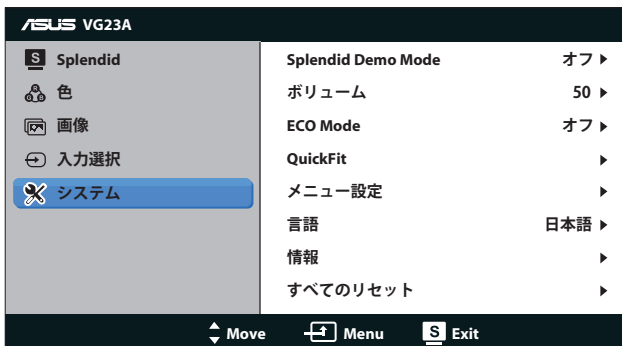 ASUS VG23A
S Splendid
色
画像
入力選択
システム
Splendid Demo Mode オフ
ボリューム 50
ECO Mode オフ
QuickFit
メニュー設定
言語 日本語
情報
すべてのリセット
Move Menu S Exit